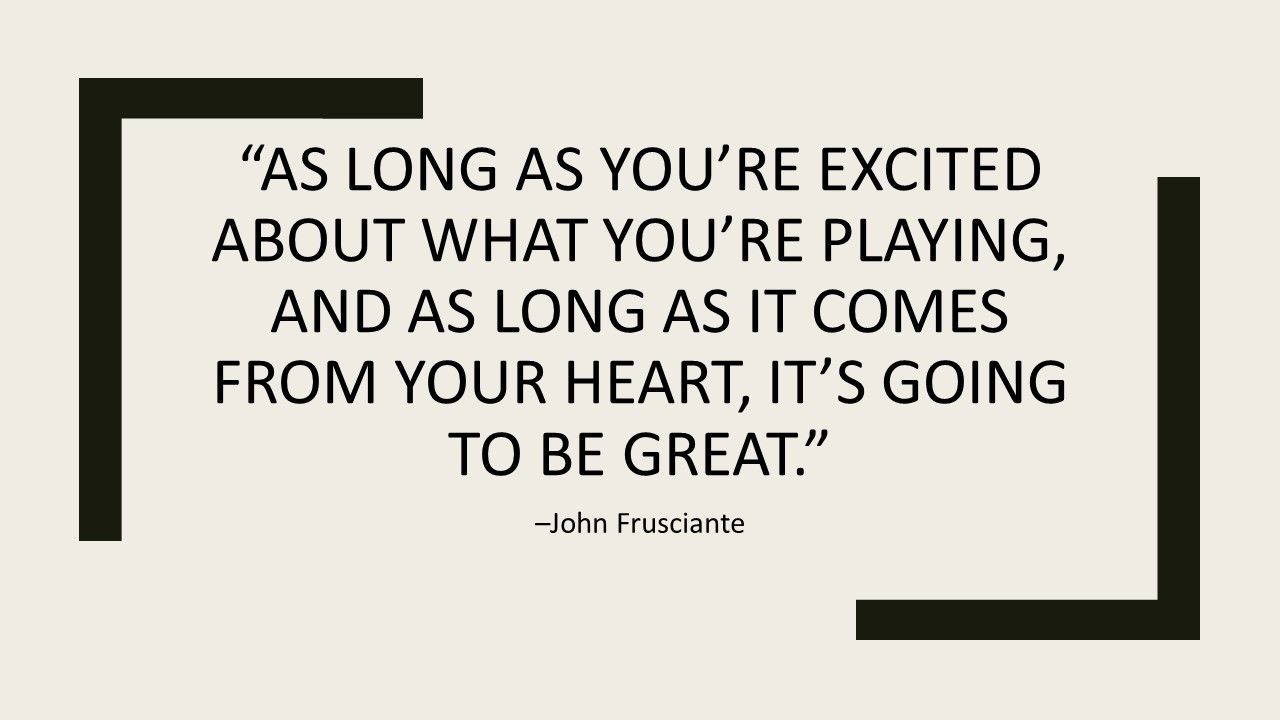 “AS LONG AS YOU’RE EXCITED
ABOUT WHAT YOU’RE PLAYING,
AND AS LONG AS IT COMES
FROM YOUR HEART, IT’S GOING
TO BE GREAT.”
–John Frusciante